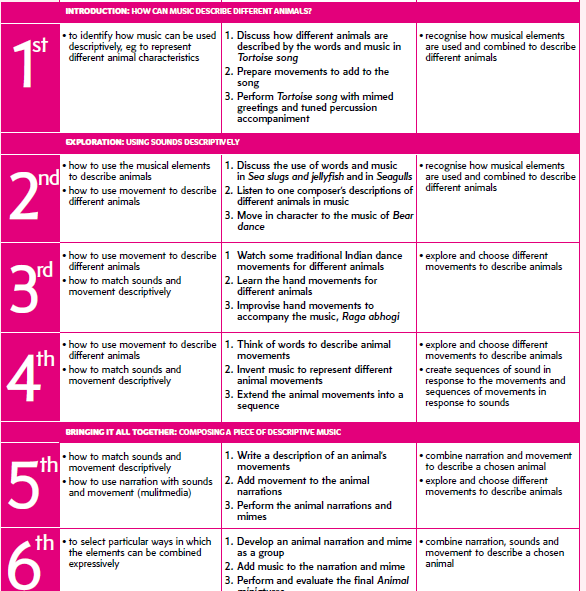 INTRODUCTION: HOW CAN MUSIC DESCRIBE DIFFERENT ANIMALS?
1st
• to identify how music can be used
descriptively, eg to represent
different animal characteristics
1. Discuss how different animals are
described by the words and music in
Tortoise song
2. Prepare movements to add to the
song
3. Perform Tortoise song with mimed
greetings and tuned percussion
accompaniment
• recognise how musical elements
are used and combined to describe
different animals
EXPLORATION: USING SOUNDS DESCRIPTIVELY
2nd
• how to use the musical elements
to describe animals
• how to use movement to describe
different animals
1. Discuss the use of words and music
in Sea slugs and jellyfish and in Seagulls
2. Listen to one composer's descriptions of
different animals in music
3. Move in character to the music of Bear
dance
• recognise how musical elements
are used and combined to describe
different animals
3rd
• how to use movement to describe
different animals
• how to match sounds and
movement descriptively
1 Watch some traditional Indian dance
movements for different animals
2. Learn the hand movements for
different animals
3. Improvise hand movements to
accompany the music, Raga abhogi
• explore and choose different
movements to describe animals
4th
• how to use movement to describe
different animals
• how to match sounds and
movement descriptively
1. Think of words to describe animal
movements
2. Invent music to represent different
animal movements
3. Extend the animal movements into a
sequence
• explore and choose different
movements to describe animals
• create sequences of sound in
response to the movements and
sequences of movements in
response to sounds
BRINGING IT ALL TOGETHER: COMPOSING A PIECE OF DESCRIPTIVE MUSIC
5th
• how to match sounds and
movement descriptively
• how to use narration with sounds
and movement (mulitmedia)
1. Write a description of an animal's
movements
2. Add movement to the animal
narrations
3. Perform the animal narrations and
mimes
• combine narration and movement
to describe a chosen animal
• explore and choose different
movements to describe animals
6th
• to select particular ways in which
the elements can be combined
expressively
1. Develop an animal narration and mime
as a group
2. Add music to the narration and mime
3. Perform and evaluate the final Animal
• combine narration, sounds and
movement to describe a chosen
animal